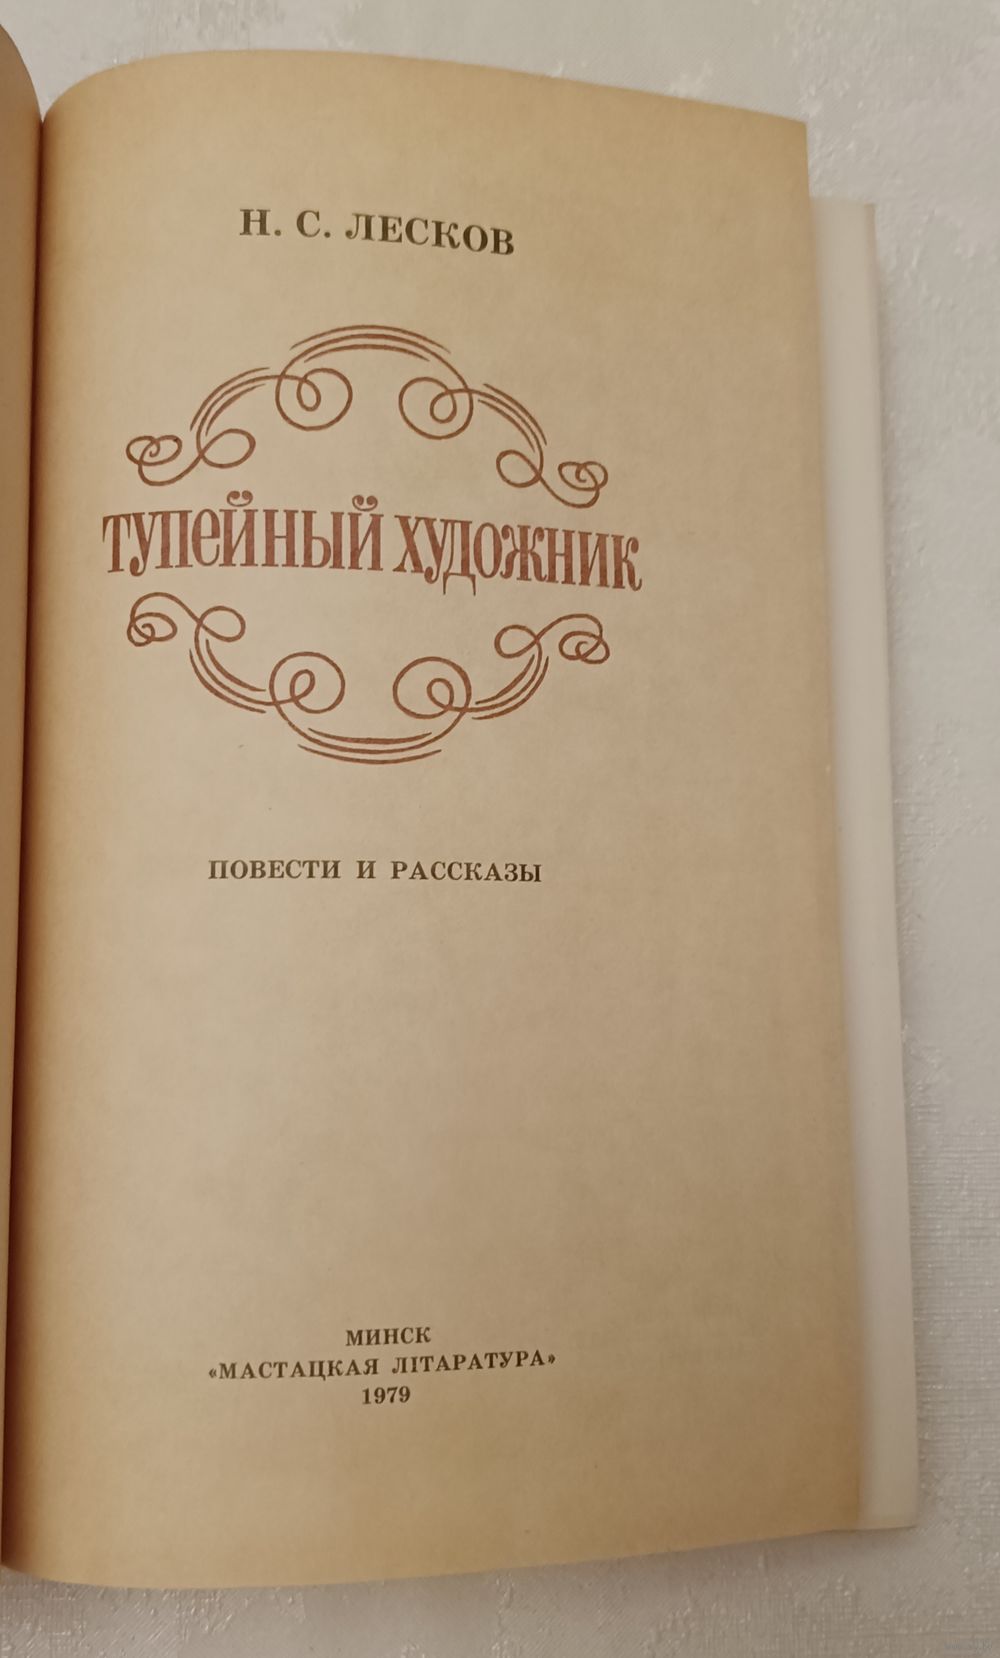 Н. С. ЛЕСКОВ
ТУПЕЙНЫЙ ХУДОЖНИК
ПОВЕСТИ И РАССКАЗЫ
МИНСК
«МАСТАЦКАЯ ЛІТАРАТУРА»
1979